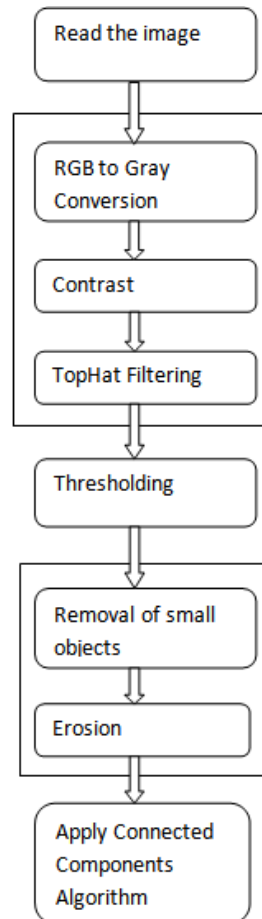 Read the image
RGB to Gray
Conversion
Contrast
TopHat Filtering
Thresholding
Removal of small
objects
Erosion
Apply Connected
Components
Algorithm